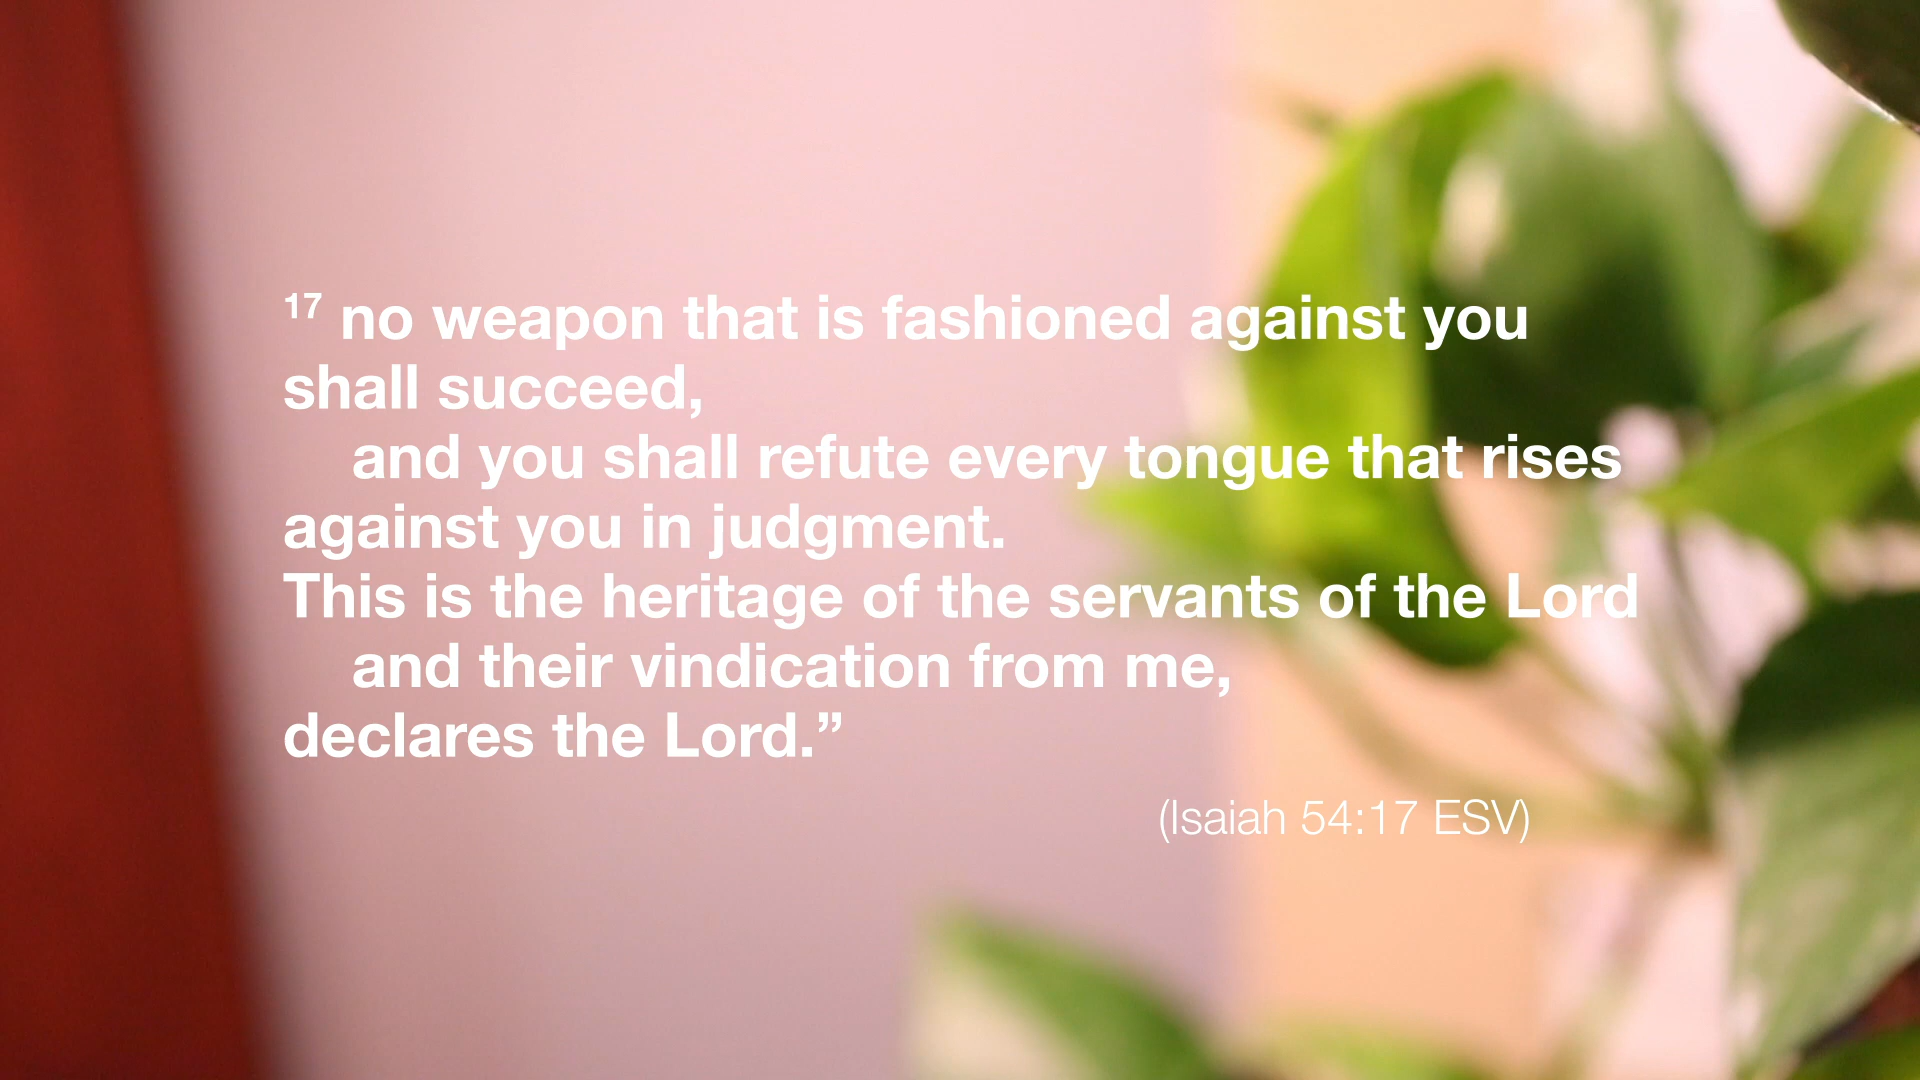 17 no weapon that is fashioned against you
shall succeed,
and you shall refute every tongue that rises
against you in judgment.
This is the heritage of the servants of the Lord
and their vindication from me,
declares the Lord.”
(Isaiah 54:17 ESV)